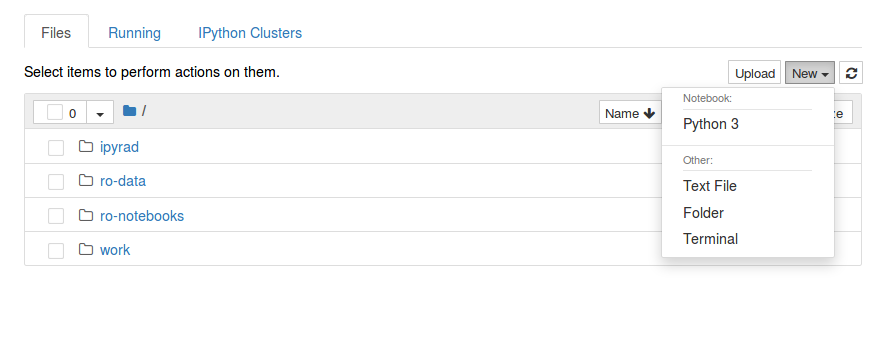 Files Running IPython Clusters
Select items to perform actions on them. Upload New
0 / Name
Notebook:
Python 3
Other:
Text File
Folder
Terminal
ipyrad
ro-data
ro-notebooks
work